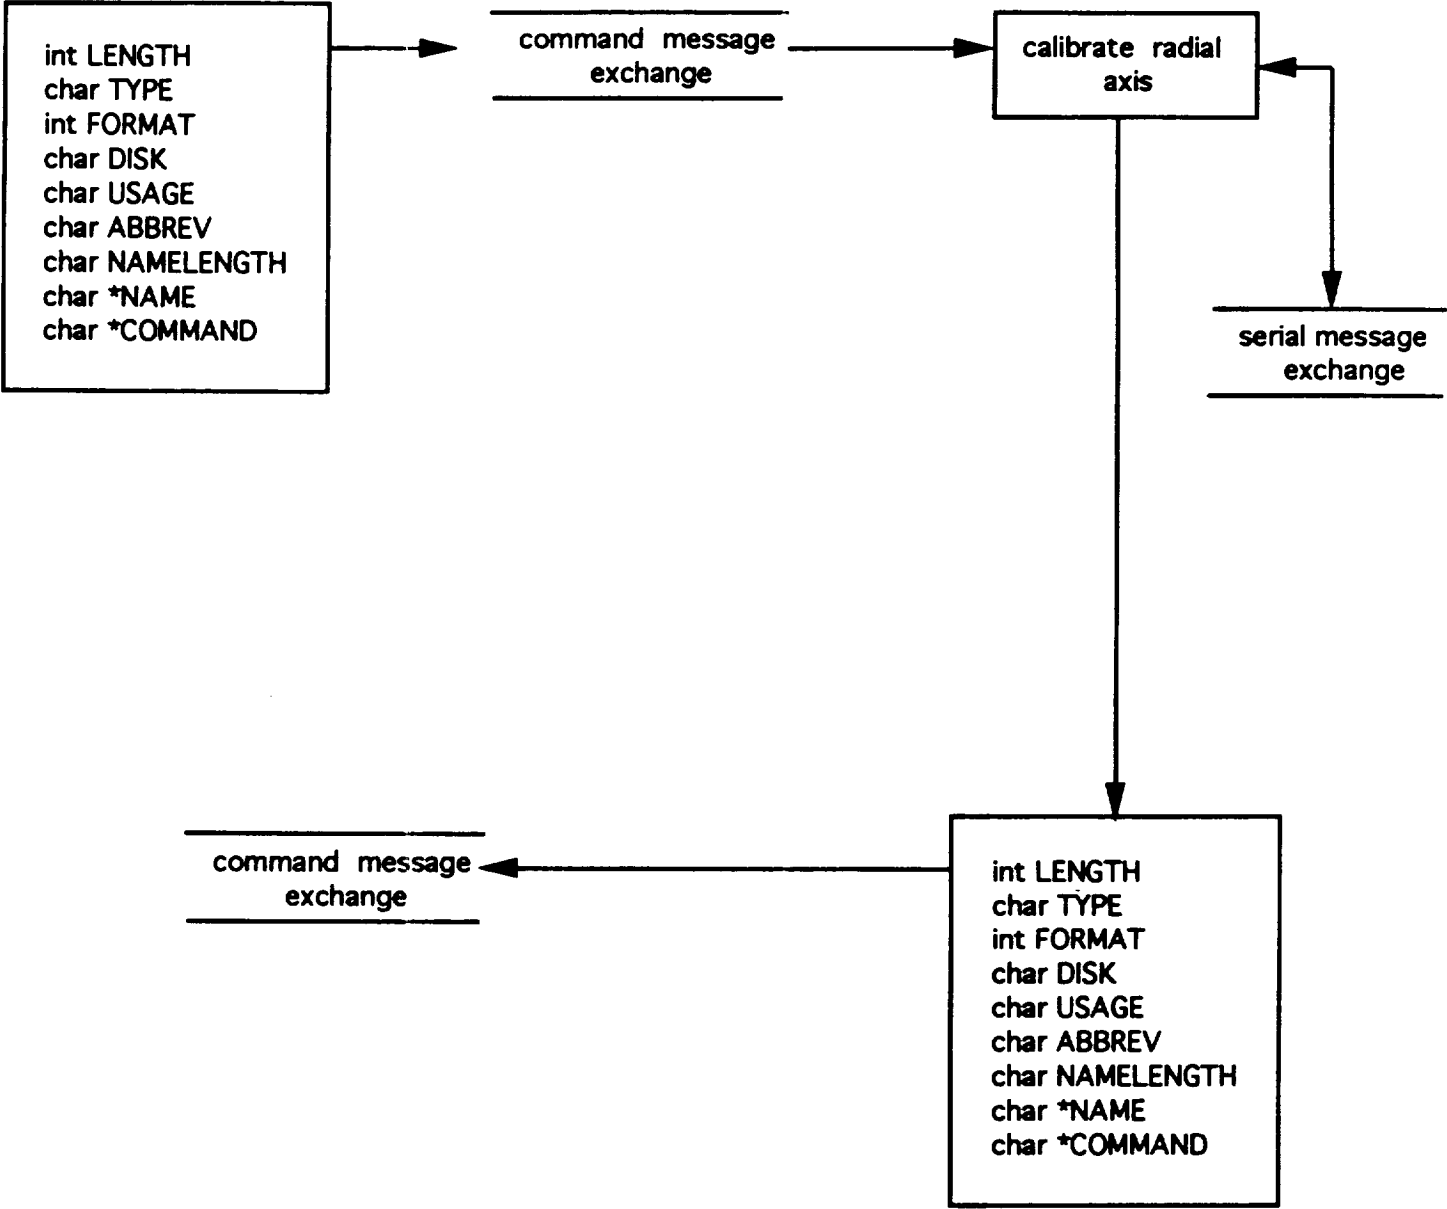 int LENGTH
char TYPE
int FORMAT
char DISK
char USAGE
char ABBREV
char NAMELENGTH
char *NAME
char *COMMAND
command message
exchange
calibrate radial
axis
serial message
exchange
command message
exchange
int LENGTH
char TYPE
int FORMAT
char DISK
char USAGE
char ABBREV
char NAMELENGTH
char *NAME
char *COMMAND